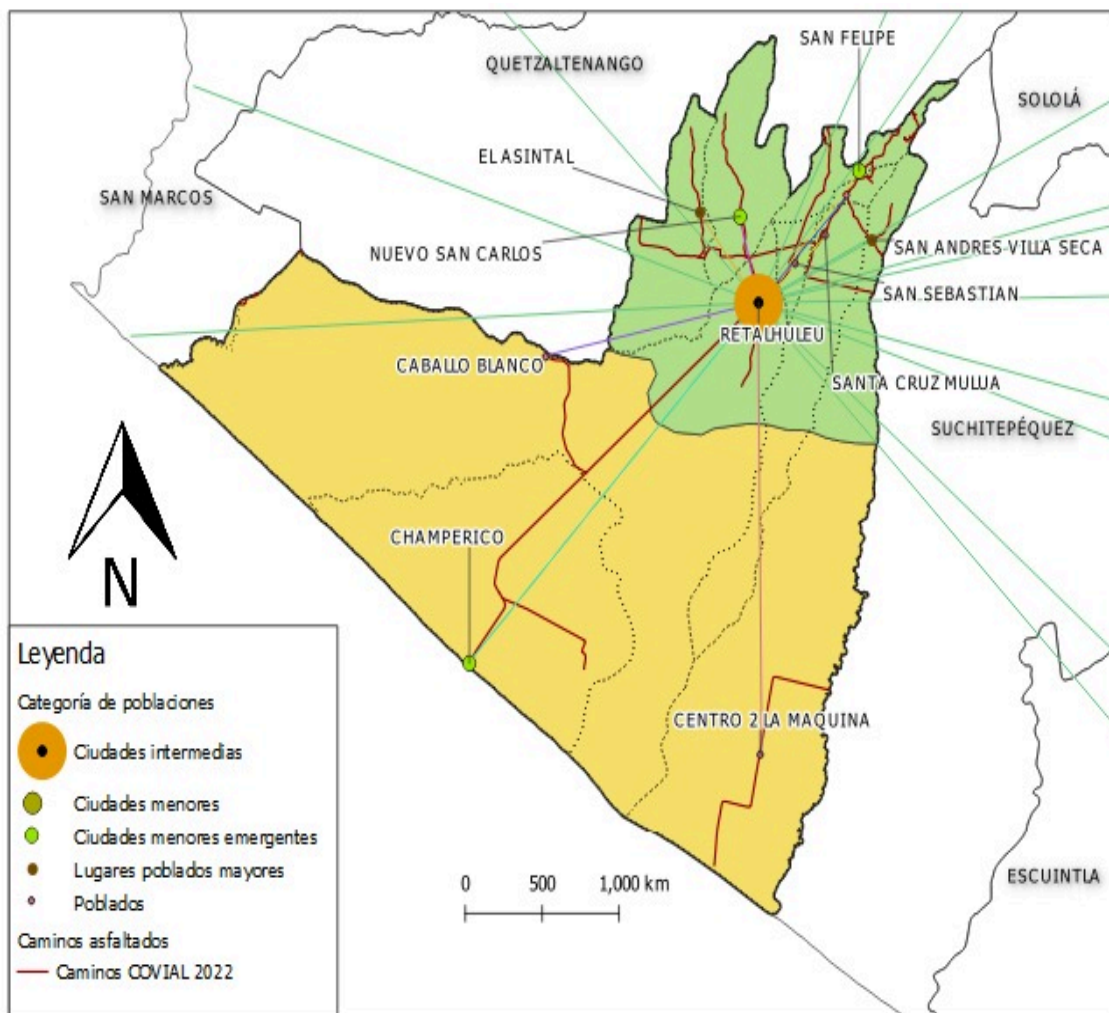 SAN FELIPE
QUETZALTENANGO
SOLOLÁ
EL ASINTAL
SAN MARCOS
NUEVO SAN CARLOS
SAN ANDRES VILLA SECA
SAN SEBASTIAN
RETALHULEU
CABALLO BLANCO
SANTA CRUZ MULUA
SUCHITEPÉQUEZ
CHAMPERICO
N
CENTRO 2 LA MAQUINA
ESCUINTLA
0 500 1,000 km
Leyenda
Categoría de poblaciones
Ciudades intermedias
Ciudades menores
Ciudades menores emergentes
Lugares poblados mayores
Poblados
Caminos asfaltados
Caminos COVIAL 2022